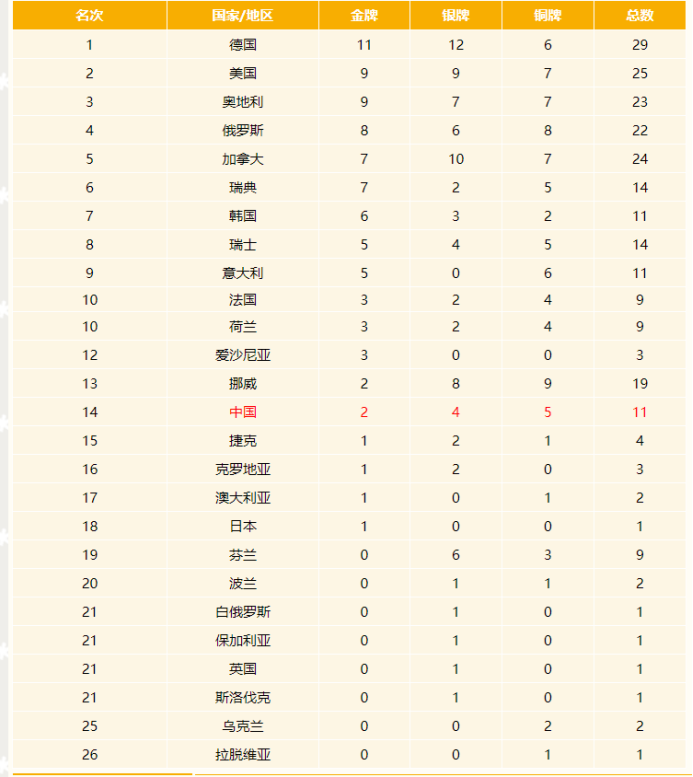 名次 国家/地区 金牌 银牌 铜牌 总数
1 德国 11 12 6 29
2 美国 9 9 7 25
3 奥地利 9 7 7 23
4 俄罗斯 8 6 8 22
5 加拿大 7 10 7 24
6 瑞典 7 2 5 14
7 韩国 6 3 2 11
8 瑞士 5 4 5 14
9 意大利 5 0 6 11
10 法国 3 2 4 9
10 荷兰 3 2 4 9
12 爱沙尼亚 3 0 0 3
13 挪威 2 8 9 19
14 中国 2 4 5 11
15 捷克 1 2 1 4
16 克罗地亚 1 2 0 3
17 澳大利亚 1 0 1 2
18 日本 1 0 0 1
19 芬兰 0 6 3 9
20 波兰 0 1 1 2
21 白俄罗斯 0 1 0 1
21 保加利亚 0 1 0 1
21 英国 0 1 0 1
21 斯洛伐克 0 1 0 1
25 乌克兰 0 0 2 2
26 拉脱维亚 0 0 1 1